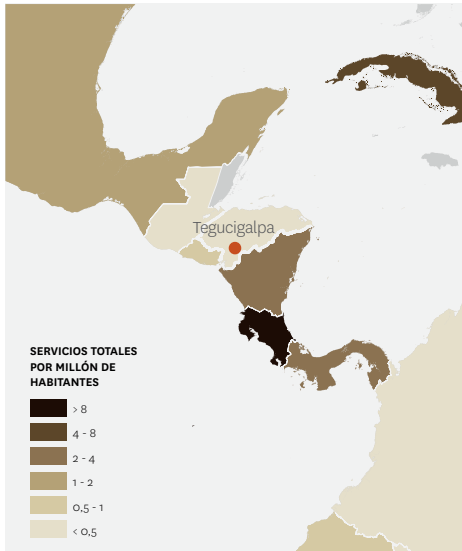 Tegucigalpa
SERVICIOS TOTALES
POR MILLÓN DE
HABITANTES
> 8
4 - 8
2 - 4
1 - 2
0,5 - 1
< 0,5